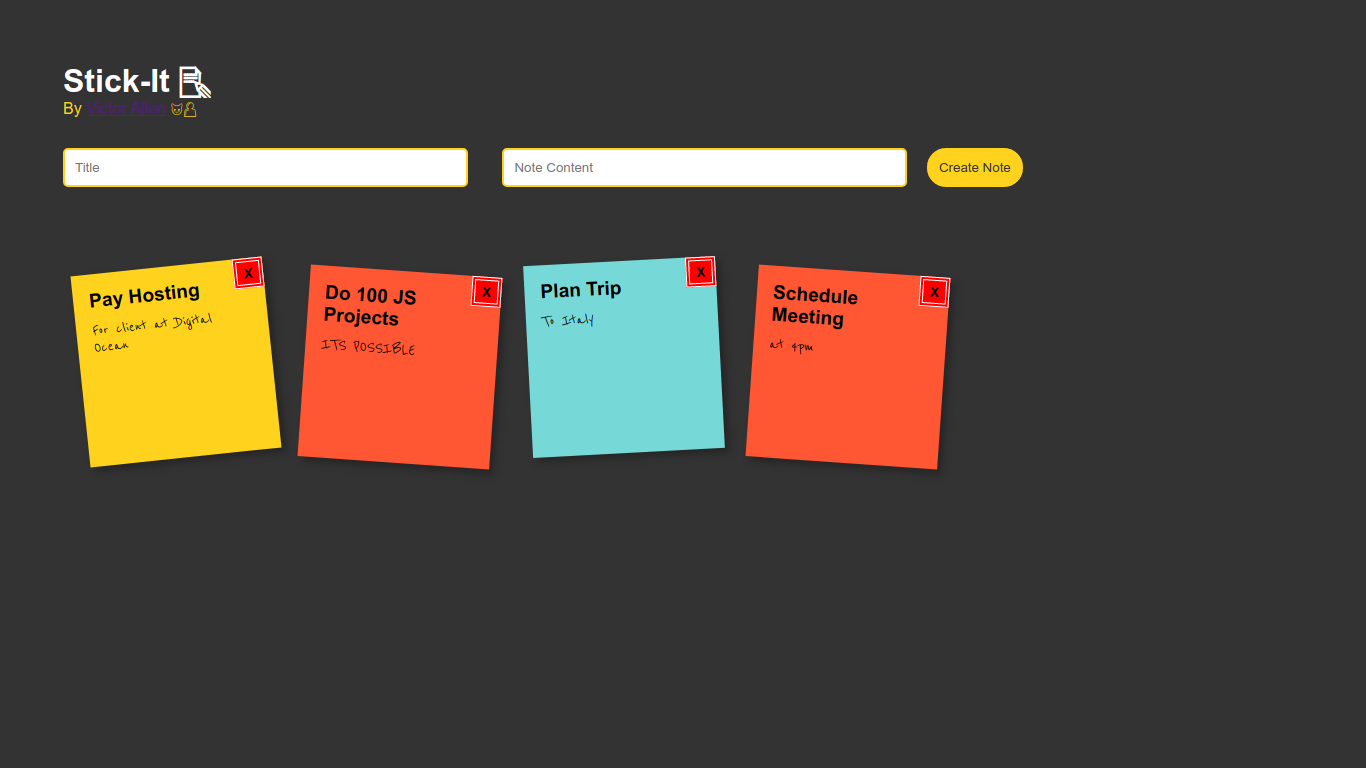 Stick-It
By Victor Allen
Title
Note Content
Create Note
X
Pay Hosting
For client at Digital
Ocean
X
Do 100 JS
Projects
ITS POSSIBLE
X
Plan Trip
To Italy
X
Schedule
Meeting
at 4pm